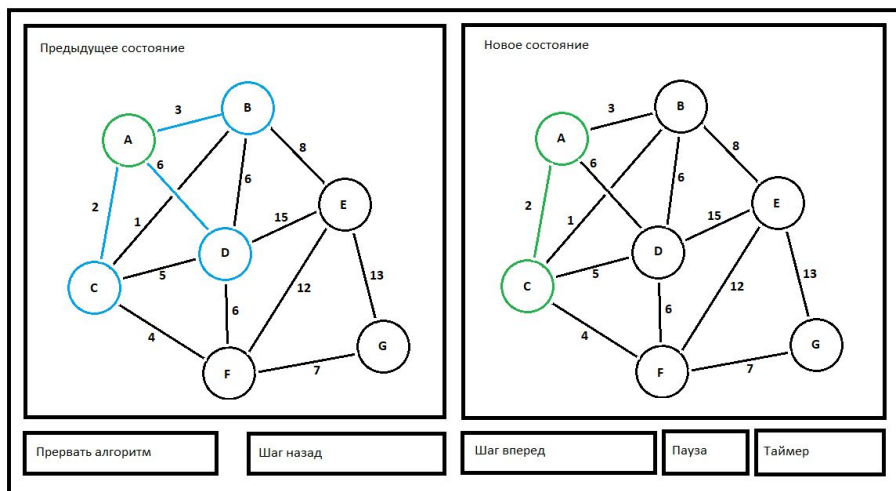 Предыдущее состояние
3
B
A
6
8
6
2
E
1
15
D
C
5
13
12
6
4
G
F
7
Новое состояние
3
B
A
6
8
6
2
E
1
15
D
C
5
13
12
6
4
G
F
7
Прервать алгоритм
Шаг назад
Шаг вперед
Пауза
Таймер